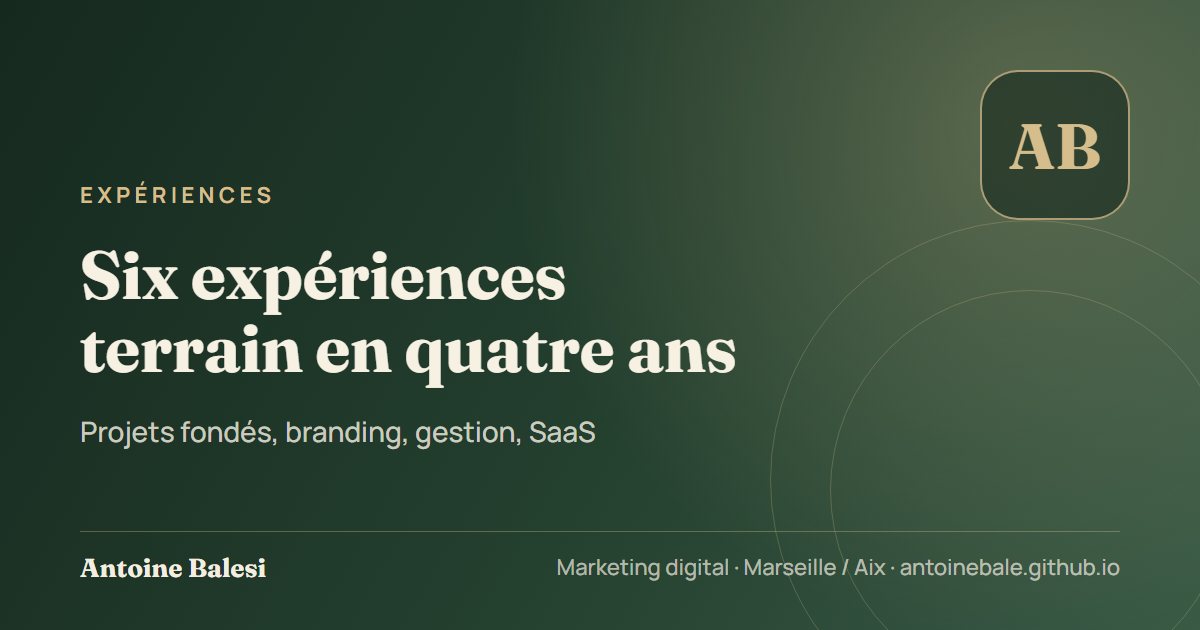 AB
EXPÉRIENCES
Six expériences
terrain en quatre ans
Projets fondés, branding, gestion, SaaS
Antoine Balesi
Marketing digital · Marseille / Aix · antoinebale.github.io